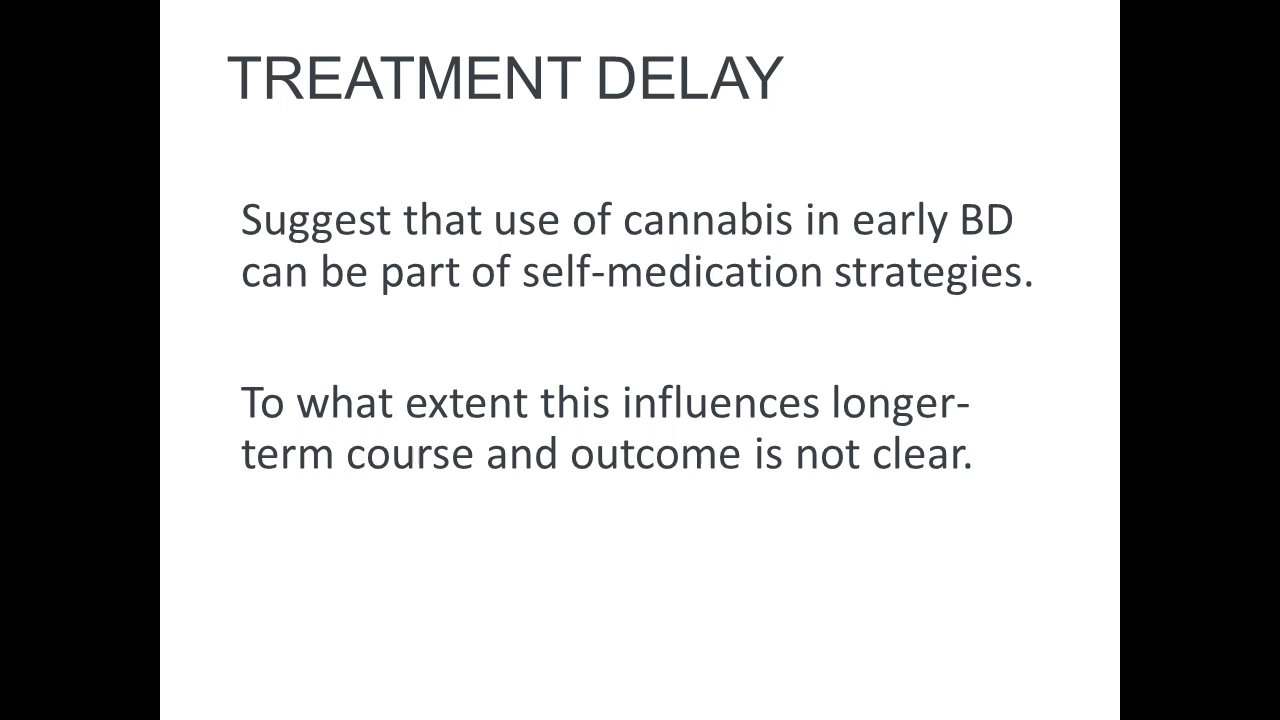 TREATMENT DELAY
Suggest that use of cannabis in early BD
can be part of self-medication strategies.
To what extent this influences longer-
term course and outcome is not clear.